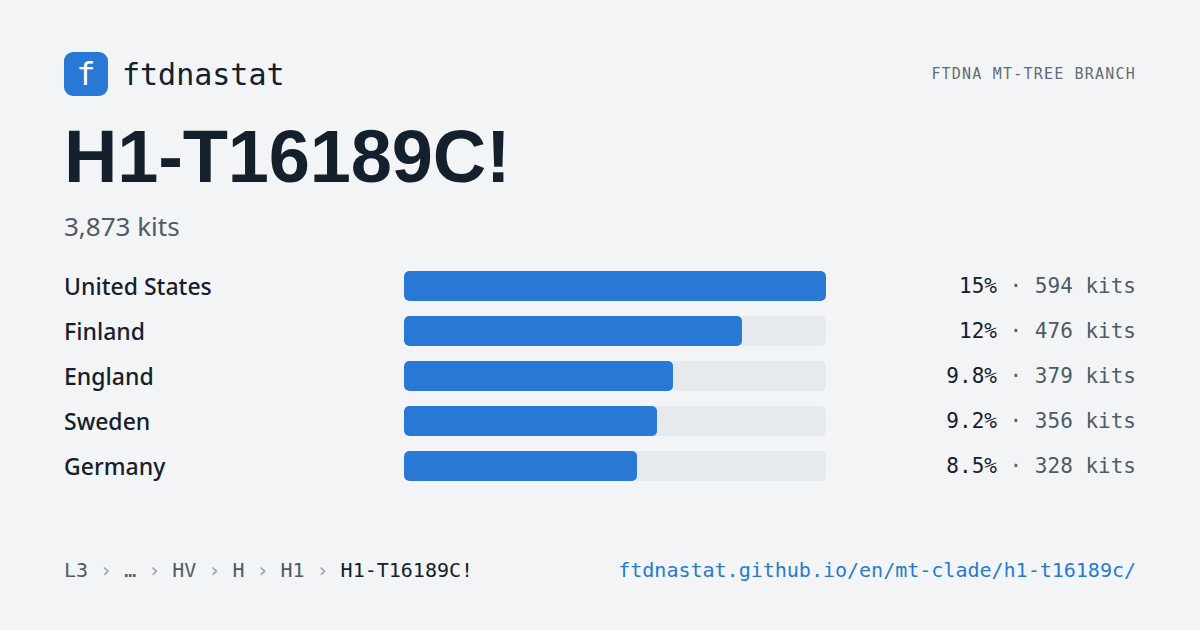 f ftdnastat
FTDNA MT-TREE BRANCH
H1-T16189C!
3,873 kits
United States 15% · 594 kits
Finland 12% · 476 kits
England 9.8% · 379 kits
Sweden 9.2% · 356 kits
Germany 8.5% · 328 kits
L3 › … › HV › H › H1 › H1-T16189C!
ftdnastat.github.io/en/mt-clade/h1-t16189c/